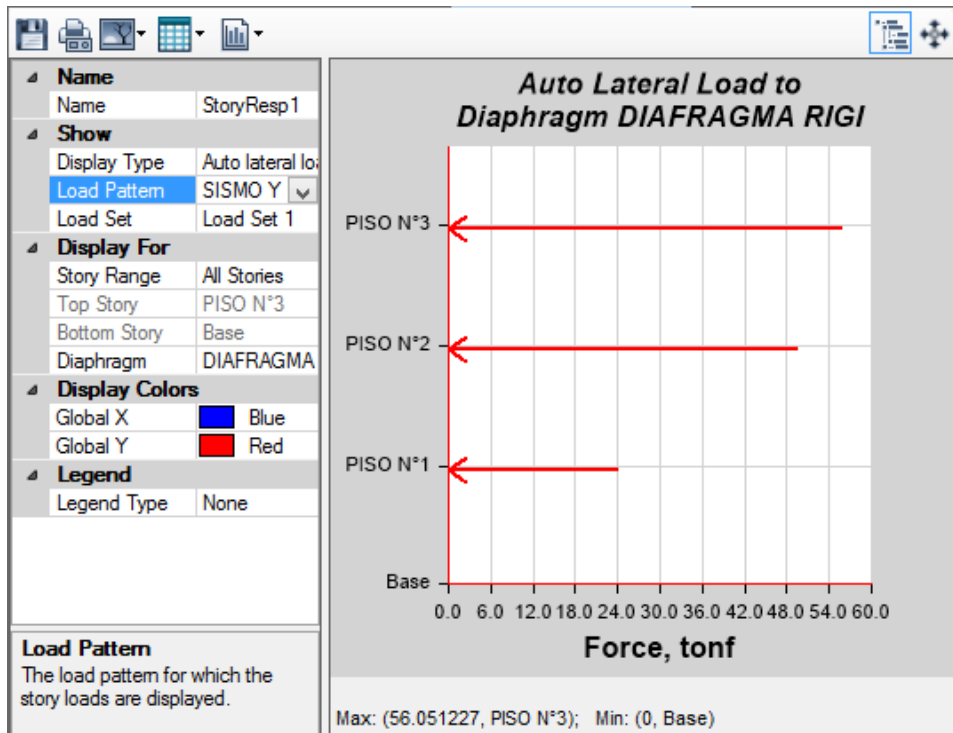 Name
Name StoryResp1
Show
Display Type Auto lateral loa
Load Pattern SISMO Y
Load Set Load Set 1
Display For
Story Range All Stories
Top Story PISO N°3
Bottom Story Base
Diaphragm DIAFRAGMA
Display Colors
Global X Blue
Global Y Red
Legend
Legend Type None
Load Pattern
The load pattern for which the
story loads are displayed.
Auto Lateral Load to
Diaphragm DIAFRAGMA RIGI
PISO N°3
PISO N°2
PISO N°1
Base
0.0 6.0 12.0 18.0 24.0 30.0 36.0 42.0 48.0 54.0 60.0
Force, tonf
Max: (56.051227, PISO N°3); Min: (0, Base)